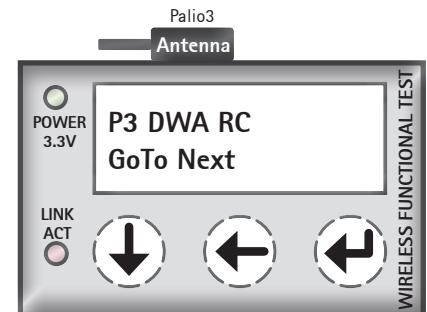 Palio3
Antenna
POWER
3.3V
P3 DWA RC
GoTo Next
LINK
ACT
WIRELESS FUNCTIONAL TEST